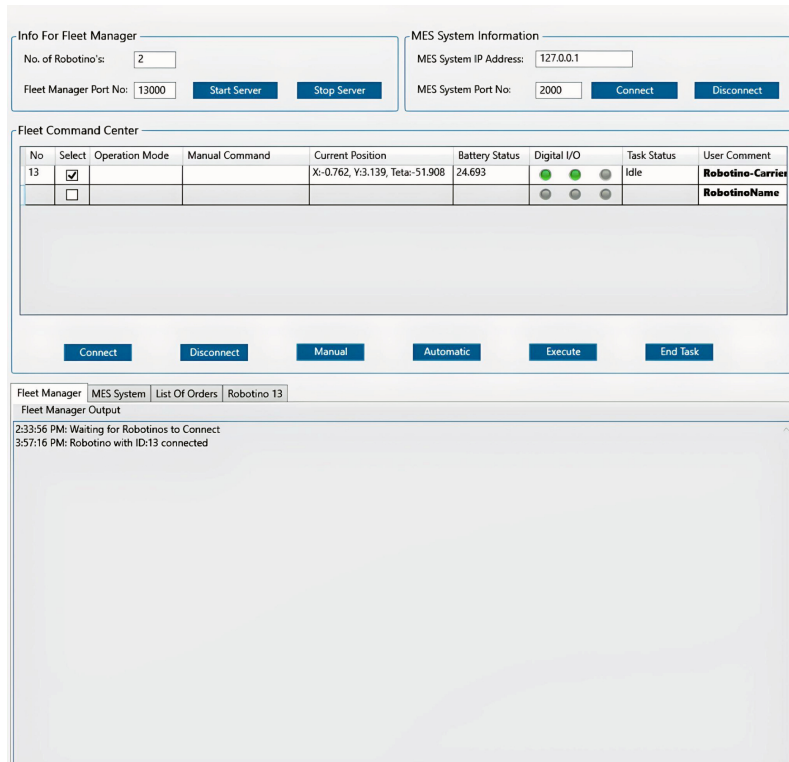 Info For Fleet Manager
MES System Information
No. of Robotino's: 2
MES System IP Address: 127.0.0.1
Fleet Manager Port No: 13000 Start Server Stop Server
MES System Port No: 2000 Connect Disconnect
Fleet Command Center
No Select Operation Mode Manual Command Current Position Battery Status Digital I/O Task Status User Comment
13 X:-0.762, Y:3.139, Teta:-51.908 24.693 Idle Robotino-Carrier
RobotinoName
Connect Disconnect Manual Automatic Execute End Task
Fleet Manager MES System List Of Orders Robotino 13
Fleet Manager Output
2:33:56 PM: Waiting for Robotinos to Connect
3:57:16 PM: Robotino with ID:13 connected